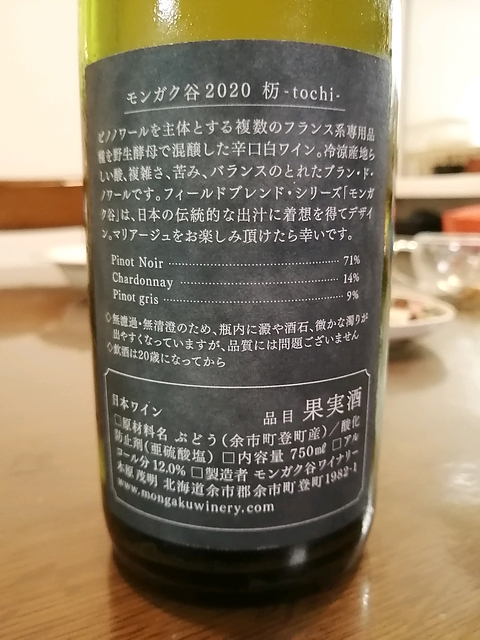 モンガク谷2020 栃-tochi-
ピノノワールを主体とする複数のフランス系専用品
種を野生酵母で混醸した辛口白ワイン。冷涼産地ら
しい酸、複雑さ、苦み、バランスのとれたブラン・ド・
ノワールです。フィールドブレンド・シリーズ「モンガ
ク谷」は、日本の伝統的な出汁に着想を得てデザイ
ン。マリアージュをお楽しみ頂けたら幸いです。
Pinot Noir 71%
Chardonnay 14%
Pinot gris 9%
◇無濾過・無清澄のため、瓶内に澱や酒石、微かな濁りが
出やすくなっていますが、品質には問題ございません
◇飲酒は20歳になってから
日本ワイン 品目 果実酒
□原材料名 ぶどう(余市町登町産)/酸化
防止剤(亜硫酸塩) □内容量 750㎖ □アル
コール分 12.0% □製造者 モンガク谷ワイナリー
木原 茂明 北海道余市郡余市町登町1982-1
www.mongakuwinery.com